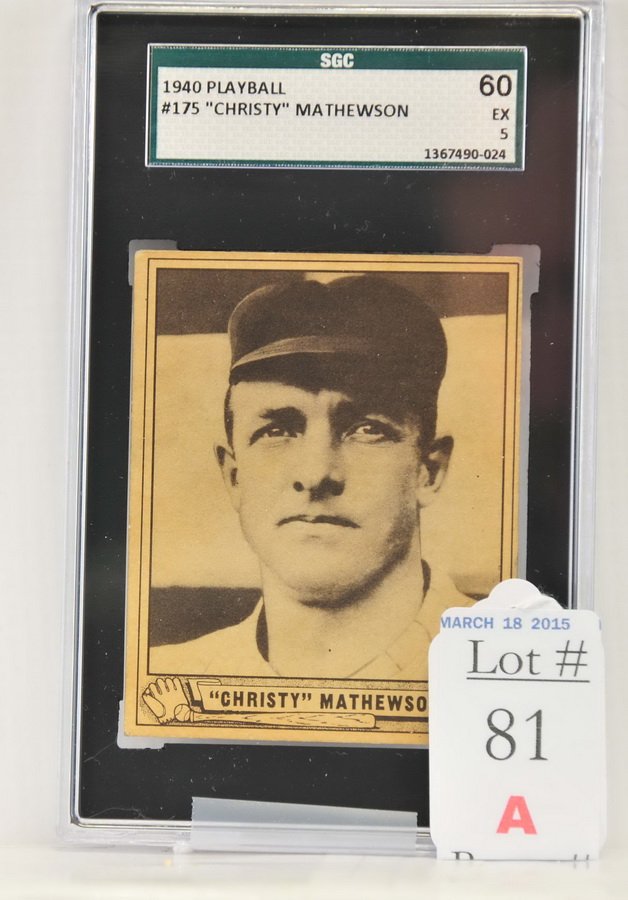 SGC
1940 PLAYBALL
#175 "CHRISTY" MATHEWSON
60
EX
5
1367490-024
"CHRISTY" MATHEWSO
MARCH 18 2015
Lot #
81
A